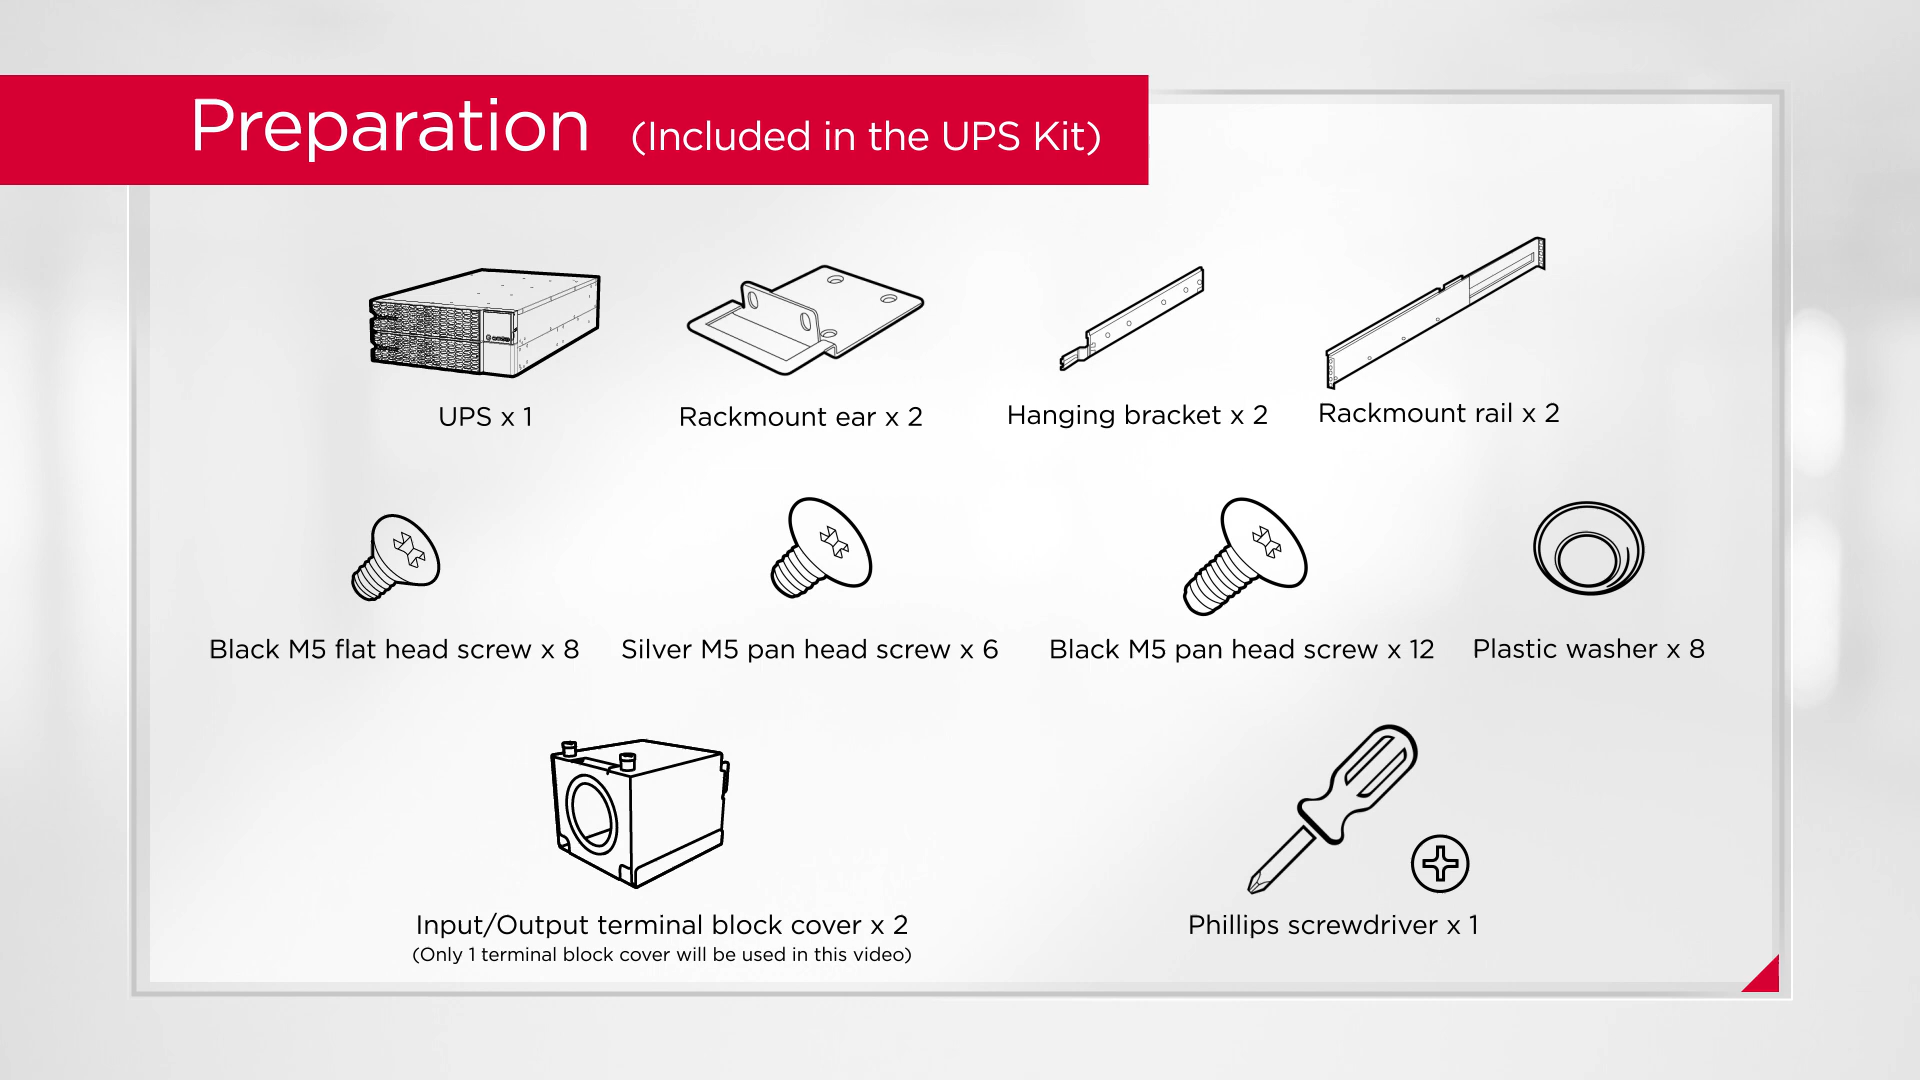 Preparation (Included in the UPS Kit)
UPS x 1
Rackmount ear x 2
Hanging bracket x 2
Rackmount rail x 2
Black M5 flat head screw x 8
Silver M5 pan head screw x 6
Black M5 pan head screw x 12
Plastic washer x 8
Input/Output terminal block cover x 2
(Only 1 terminal block cover will be used in this video)
Phillips screwdriver x 1